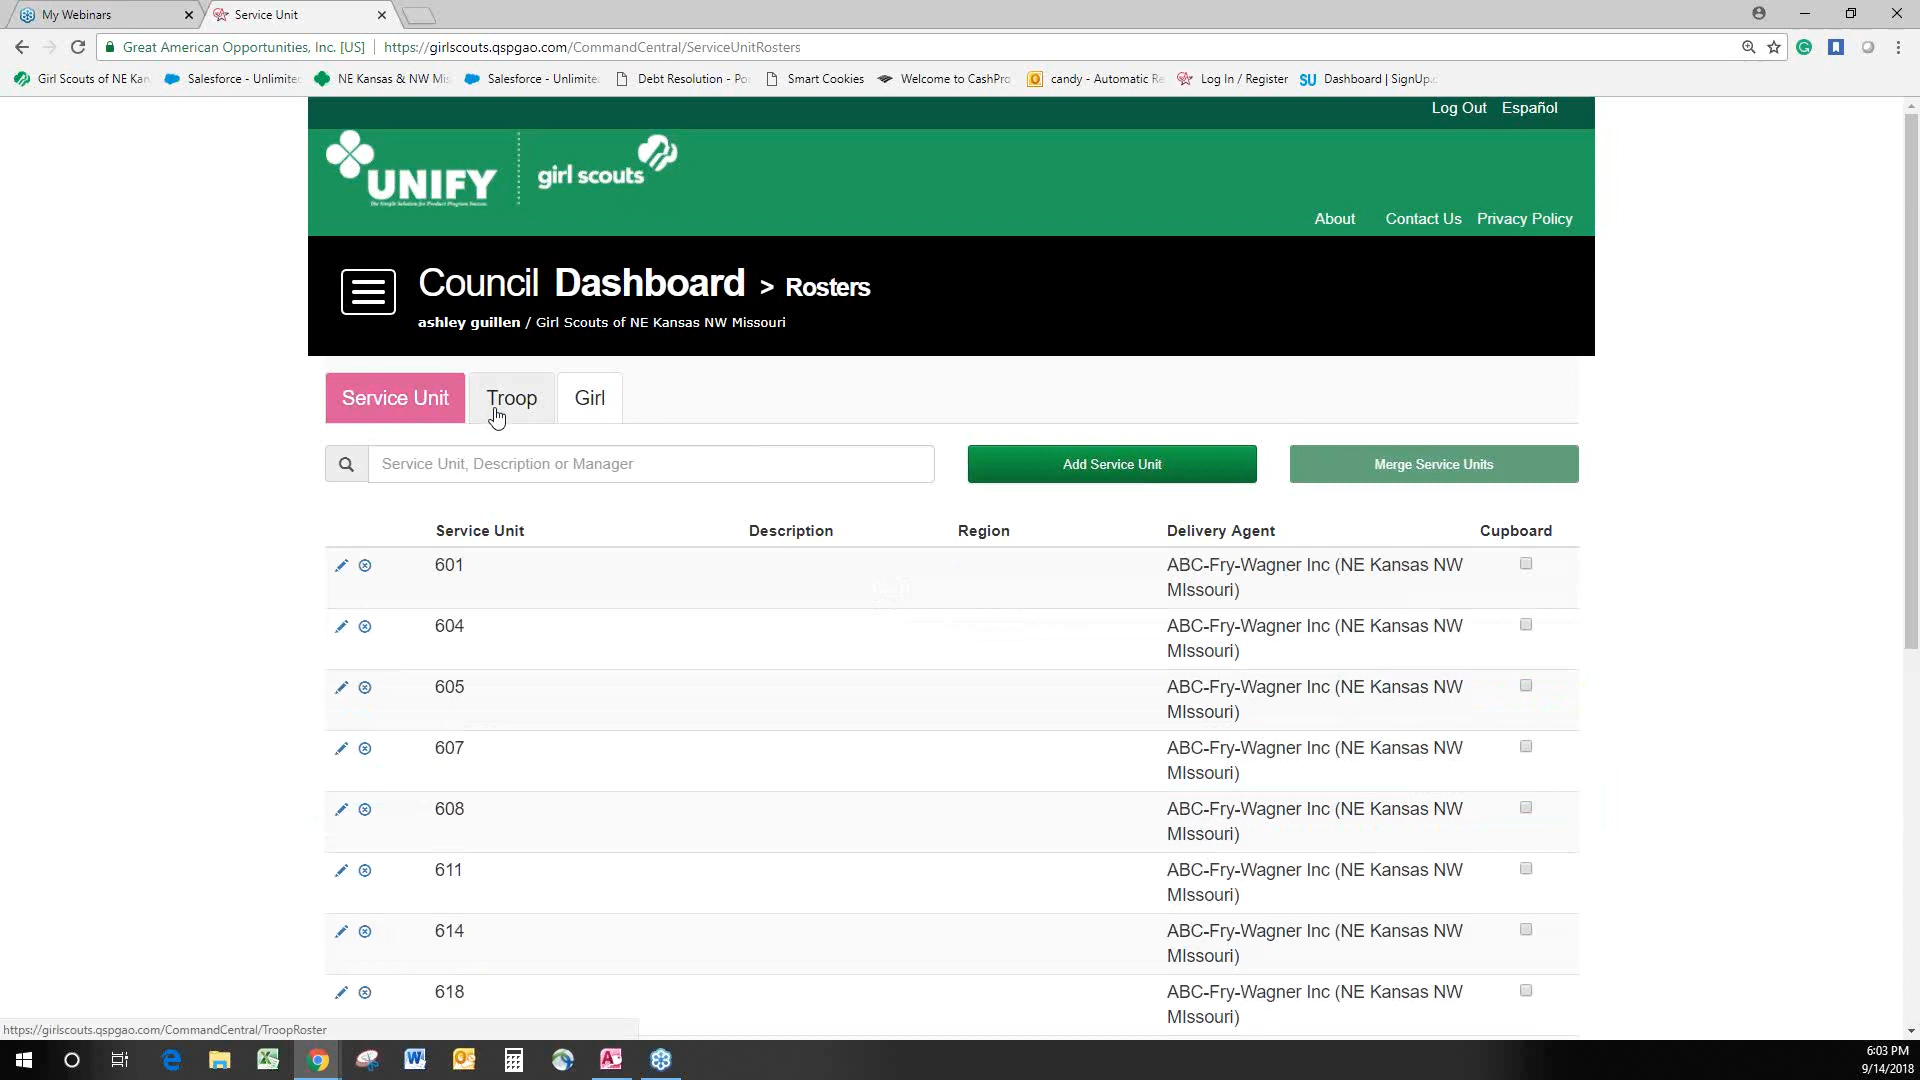 My Webinars
Service Unit
Great American Opportunities, Inc. [US] https://girlscouts.qspgao.com/CommandCentral/ServiceUnitRosters
Girl Scouts of NE Kan Salesforce - Unlimite NE Kansas & NW Mis Salesforce - Unlimite Debt Resolution - Po Smart Cookies Welcome to CashPro candy - Automatic Re Log In / Register SU Dashboard | SignUp
Log Out Español
UNIFY girl scouts
About Contact Us Privacy Policy
Council Dashboard > Rosters
ashley guillen / Girl Scouts of NE Kansas NW Missouri
Service Unit Troop Girl
Service Unit, Description or Manager Add Service Unit Merge Service Units
Service Unit Description Region Delivery Agent Cupboard
601 ABC-Fry-Wagner Inc (NE Kansas NW
MIssouri)
604 ABC-Fry-Wagner Inc (NE Kansas NW
MIssouri)
605 ABC-Fry-Wagner Inc (NE Kansas NW
MIssouri)
607 ABC-Fry-Wagner Inc (NE Kansas NW
MIssouri)
608 ABC-Fry-Wagner Inc (NE Kansas NW
MIssouri)
611 ABC-Fry-Wagner Inc (NE Kansas NW
MIssouri)
614 ABC-Fry-Wagner Inc (NE Kansas NW
MIssouri)
618 ABC-Fry-Wagner Inc (NE Kansas NW
MIssouri)
https://girlscouts.qspgao.com/CommandCentral/TroopRoster
6:03 PM
9/14/2018